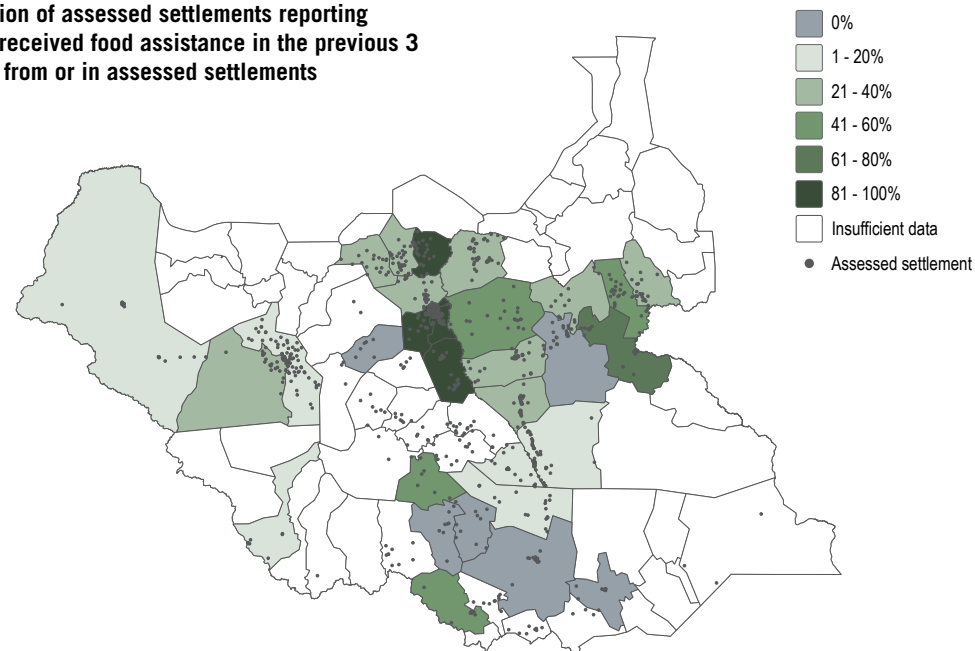 ion of assessed settlements reporting
received food assistance in the previous 3
from or in assessed settlements
0%
1 - 20%
21 - 40%
41 - 60%
61 - 80%
81 - 100%
Insufficient data
Assessed settlement